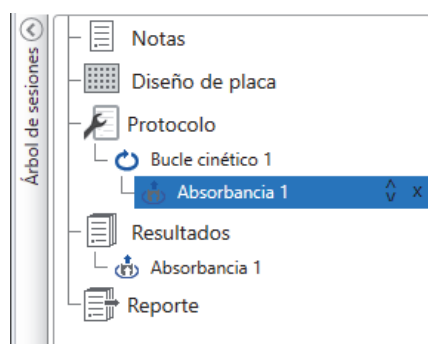 Árbol de sesiones
Notas
Diseño de placa
Protocolo
Bucle cinético 1
Absorbancia 1
Resultados
Absorbancia 1
Reporte